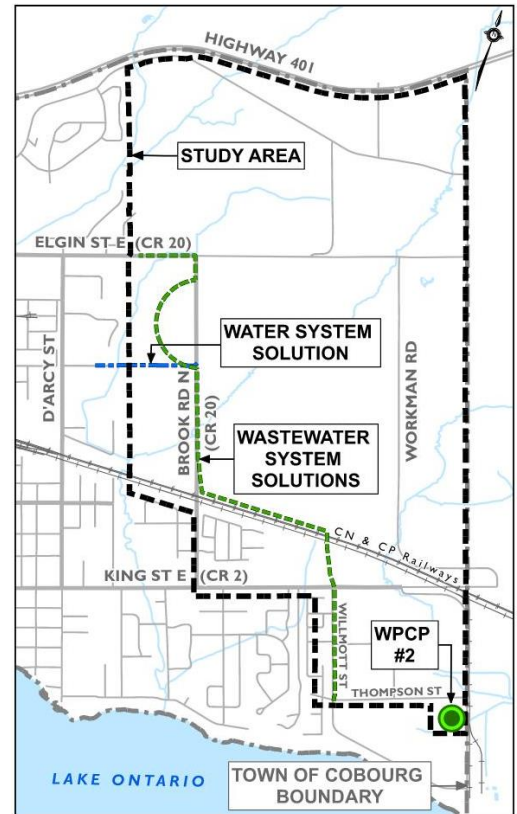 HIGHWAY 401
N
STUDY AREA
ELGIN ST E (CR 20)
D'ARCY ST
WATER SYSTEM
SOLUTION
BROOK RD N
(CR 20)
WORKMAN RD
WASTEWATER
SYSTEM
SOLUTIONS
CN & CP Railways
KING ST E (CR 2)
WILLMOTT ST
WPCP
#2
THOMPSON ST
LAKE ONTARIO
TOWN OF COBOURG
BOUNDARY